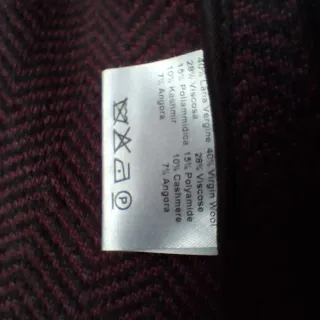 40% Lana Vergine
28% Viscosa
15% Poliammidica
10% Kashmir
7% Angora
40% Virgin Wool
28% Viscose
15% Polyamide
10% Cashmere
7% Angora
P